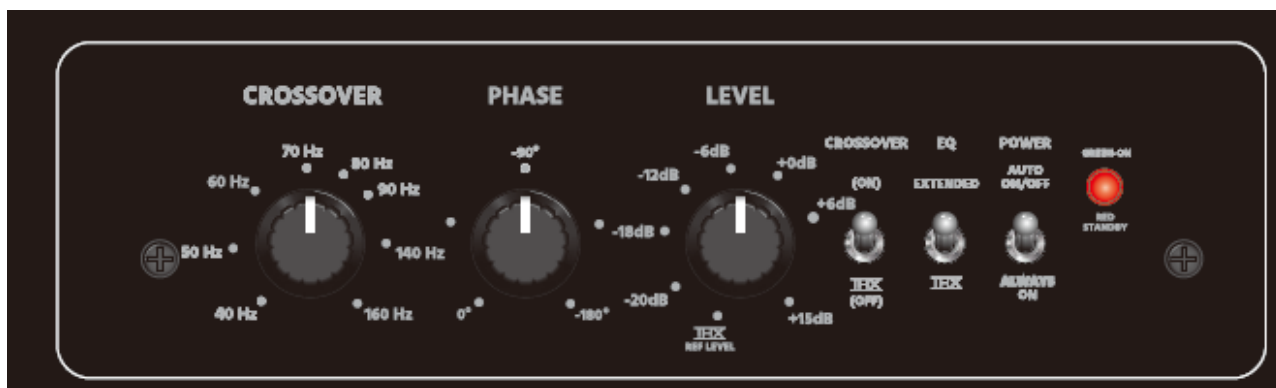 CROSSOVER
PHASE
LEVEL
70 Hz
80 Hz
60 Hz
90 Hz
50 Hz
140 Hz
40 Hz
160 Hz
-90°
0°
-180°
-6dB
+0dB
-12dB
+6dB
-18dB
-20dB
+15dB
THX
REF LEVEL
CROSSOVER
(ON)
THX
(OFF)
EQ
EXTENDED
THX
POWER
AUTO
ON/OFF
ALWAYS
ON
GREEN-ON
RED
STANDBY